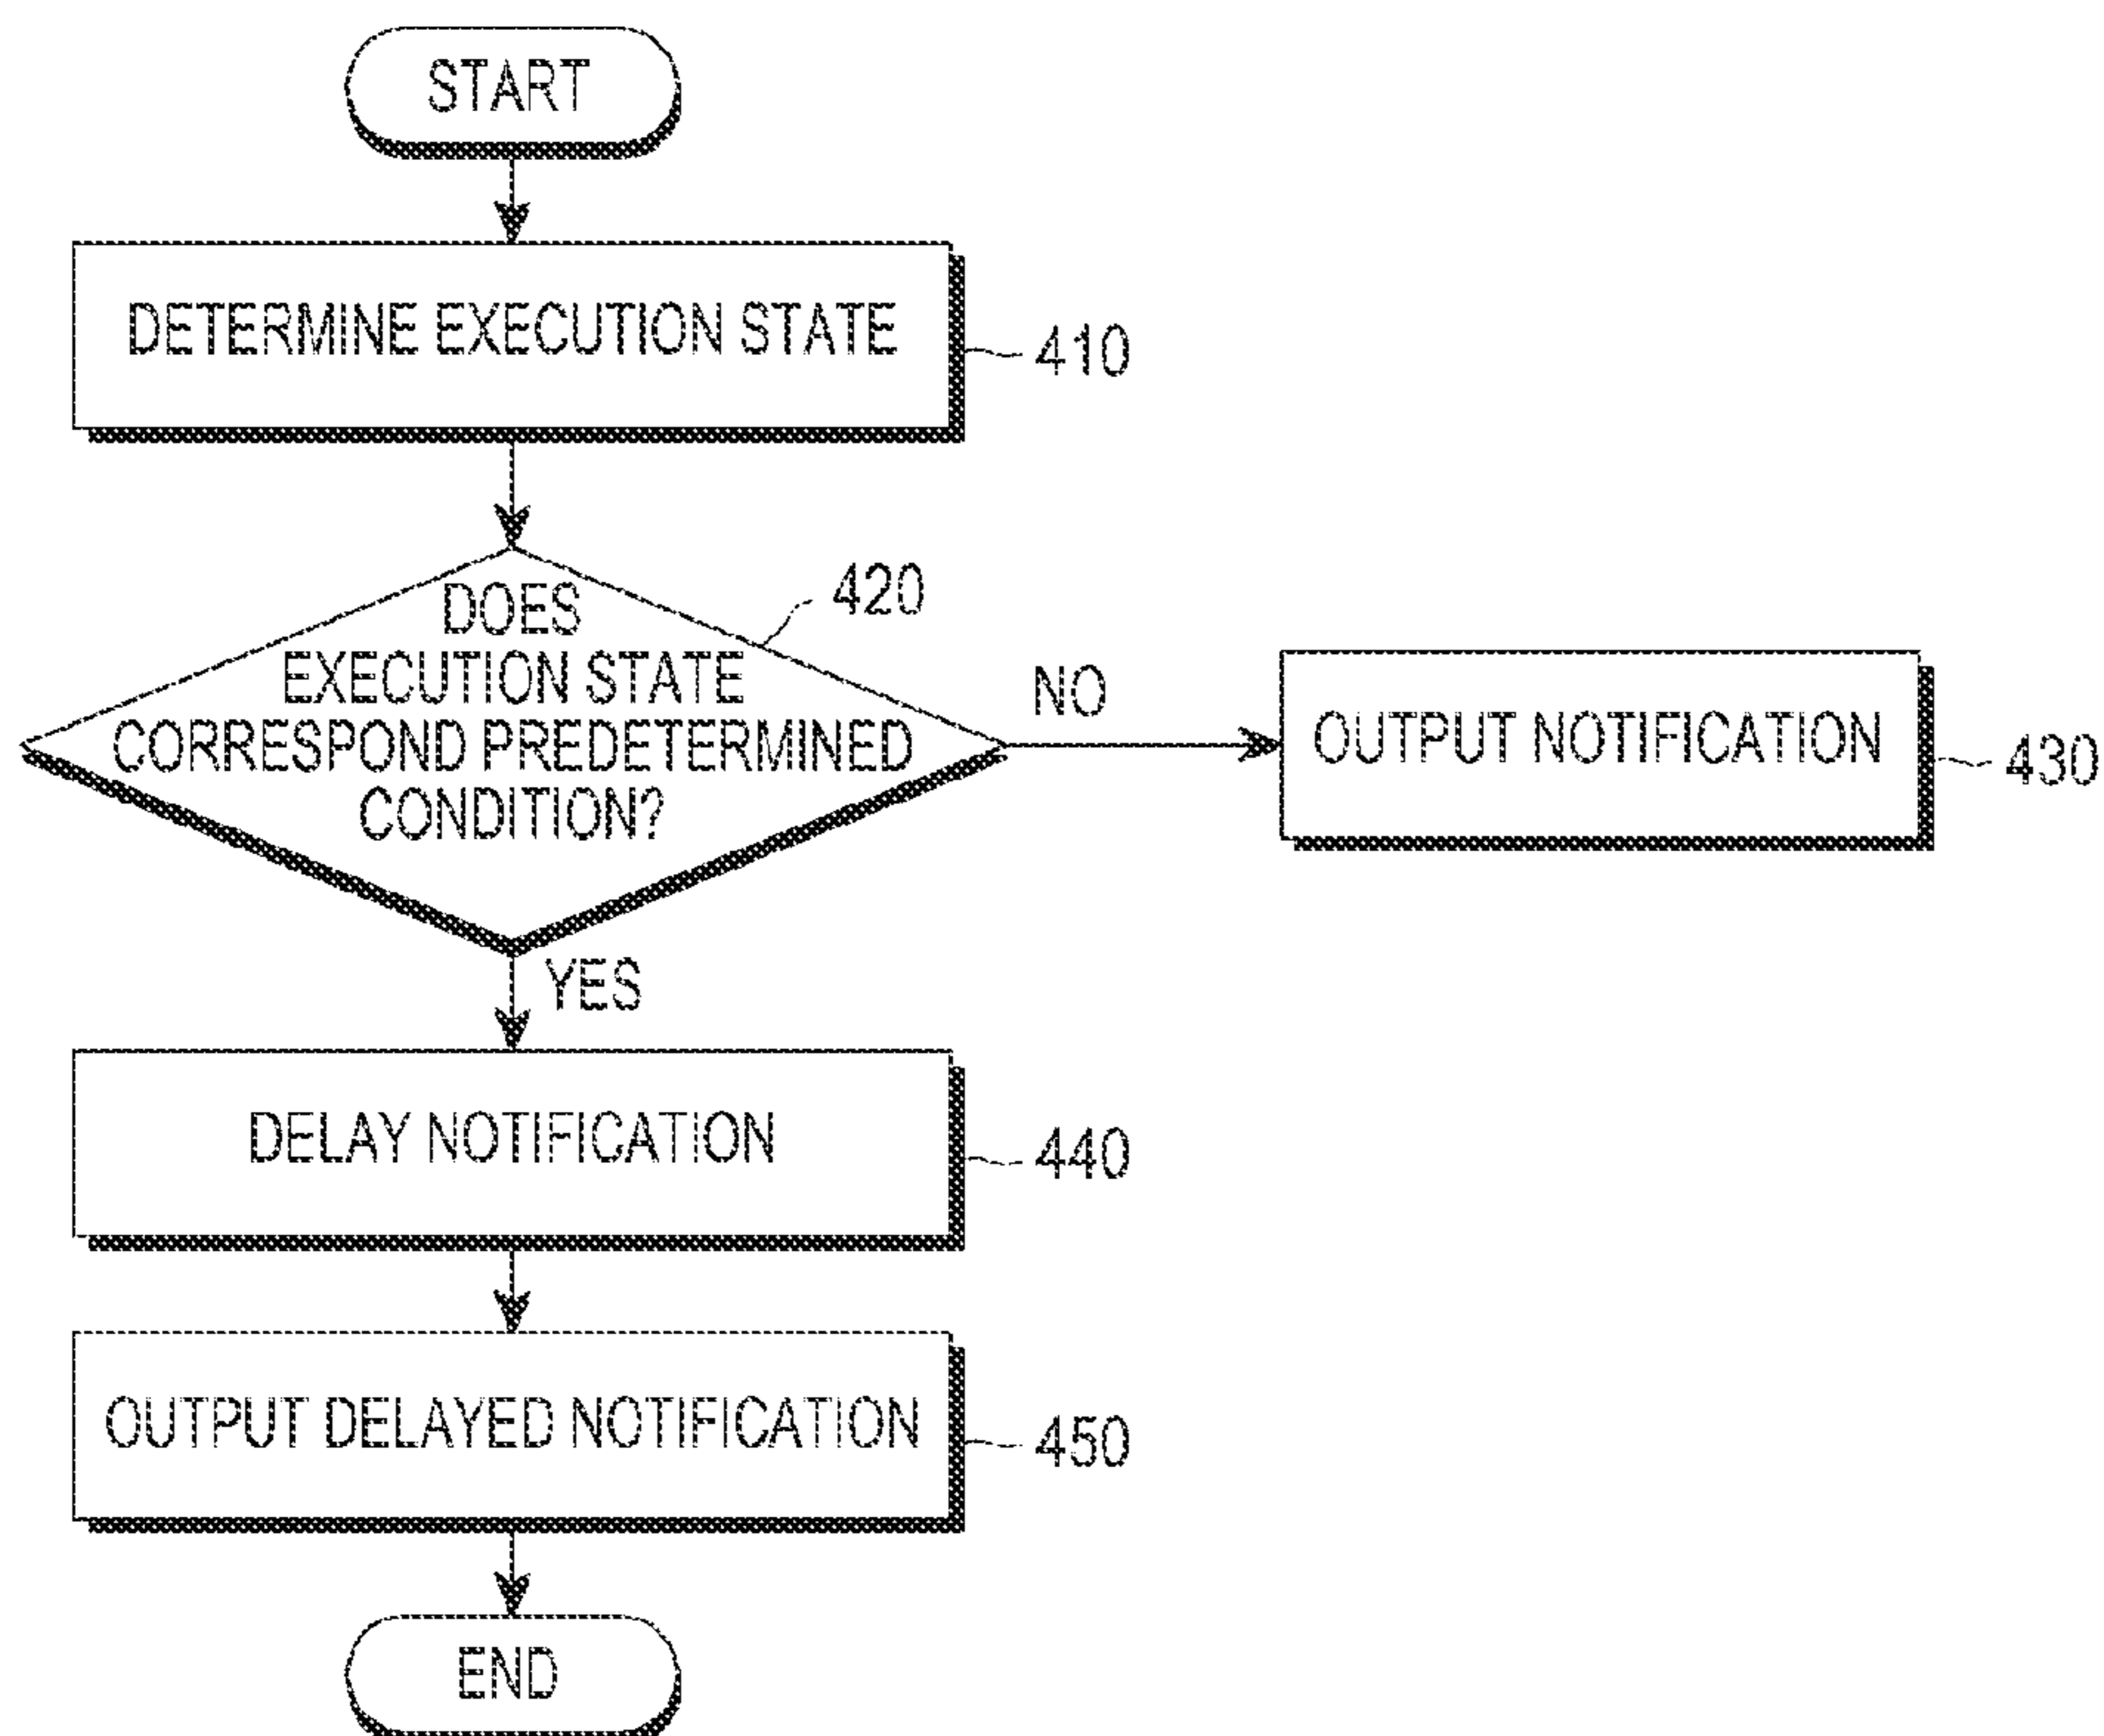 START
DETERMINE EXECUTION STATE
410
DOES
EXECUTION STATE
CORRESPOND PREDETERMINED
CONDITION?
420
NO
OUTPUT NOTIFICATION
430
YES
DELAY NOTIFICATION
440
OUTPUT DELAYED NOTIFICATION
450
END